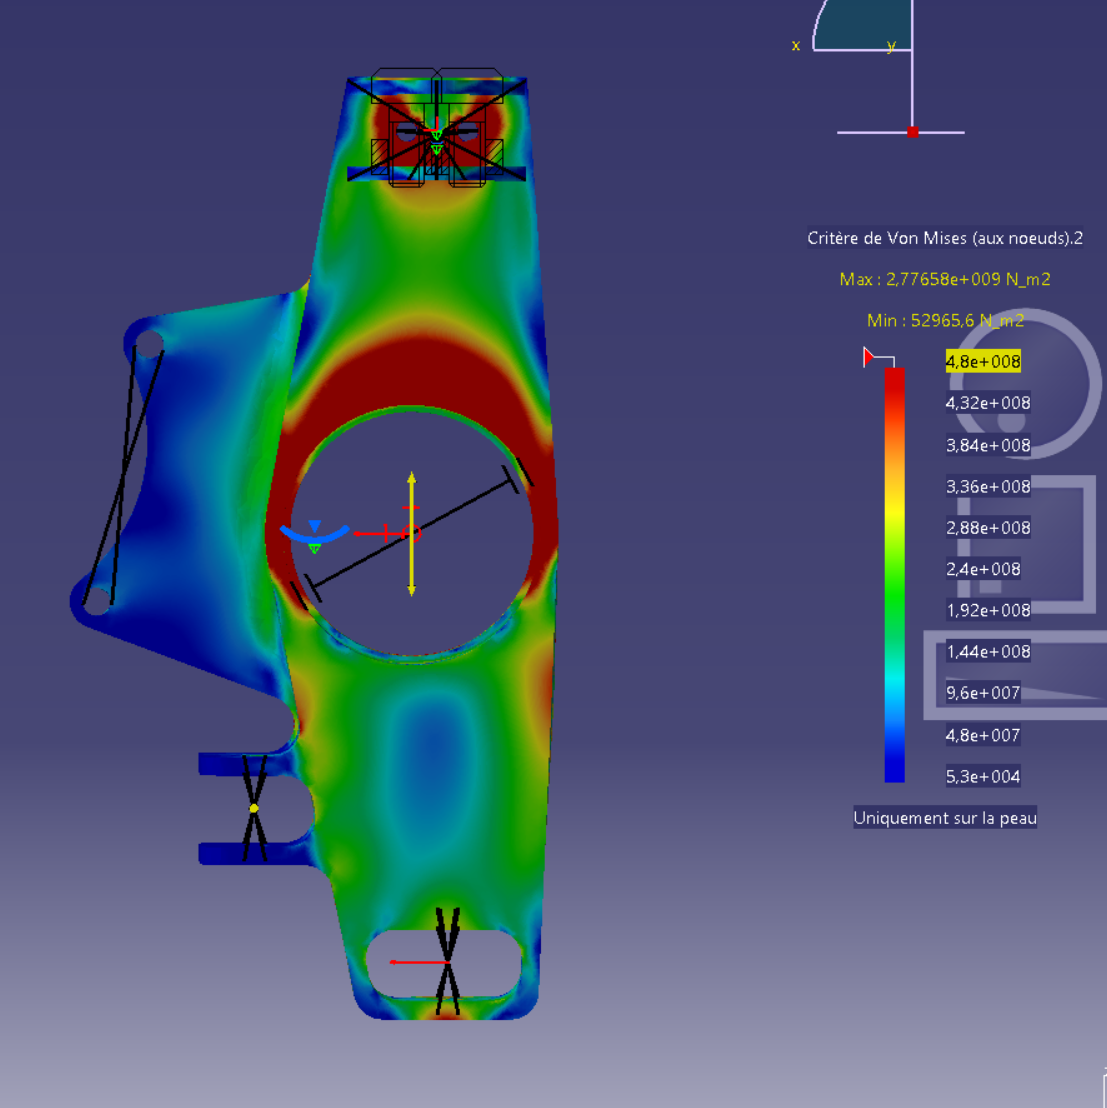 x y
Critère de Von Mises (aux noeuds).2
Max : 2,77658e+009 N_m2
Min : 52965,6 N_m2
4,8e+008
4,32e+008
3,84e+008
3,36e+008
2,88e+008
2,4e+008
1,92e+008
1,44e+008
9,6e+007
4,8e+007
5,3e+004
Uniquement sur la peau